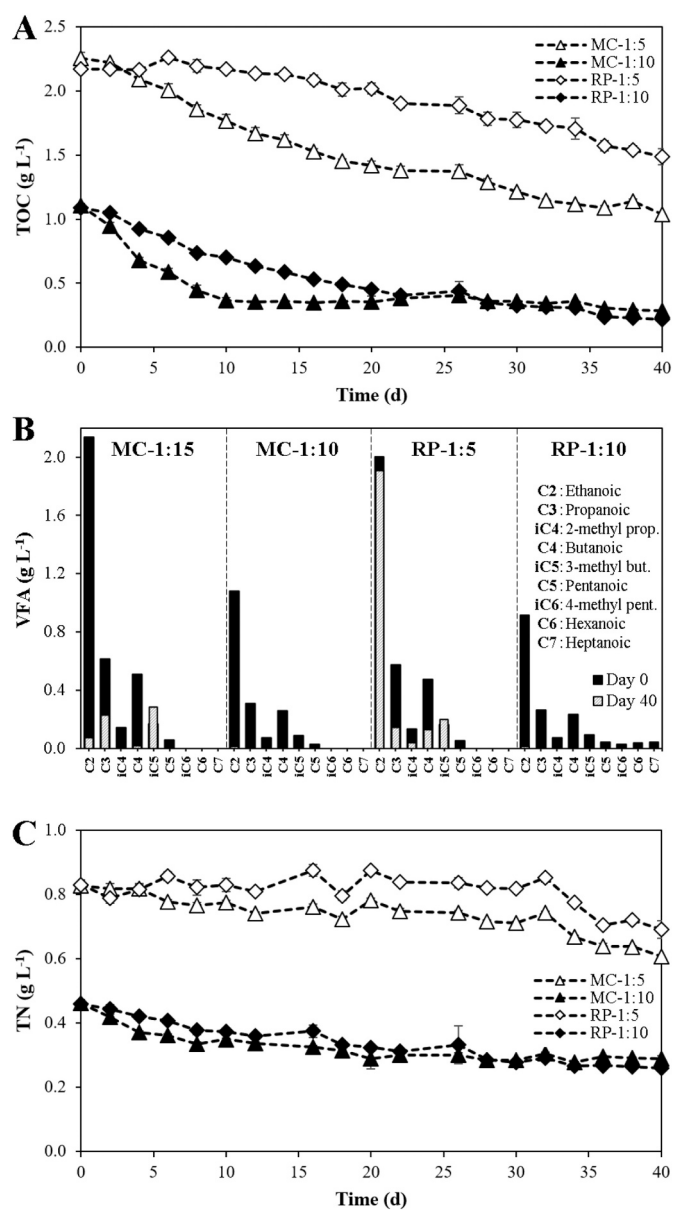 A
TOC (g L-1)
2.5
2.0
1.5
1.0
0.5
0.0
MC-1:5
MC-1:10
RP-1:5
RP-1:10
0 5 10 15 20 25 30 35 40
Time (d)
B
VFA (g L-1)
MC-1:15 MC-1:10 RP-1:5 RP-1:10
2.0
1.6
1.2
0.8
0.4
0.0
C2: Ethanoic
C3: Propanoic
iC4: 2-methyl prop.
C4: Butanoic
iC5: 3-methyl but.
C5: Pentanoic
iC6: 4-methyl pent.
C6: Hexanoic
C7: Heptanoic
Day 0
Day 40
C2 C3 iC4 C4 iC5 C5 iC6 C6 C7 C2 C3 iC4 C4 iC5 C5 iC6 C6 C7 C2 C3 iC4 C4 iC5 C5 iC6 C6 C7 C2 C3 iC4 C4 iC5 C5 iC6 C6 C7
C
TN (g L-1)
1.0
0.8
0.6
0.4
0.2
0.0
MC-1:5
MC-1:10
RP-1:5
RP-1:10
0 5 10 15 20 25 30 35 40
Time (d)